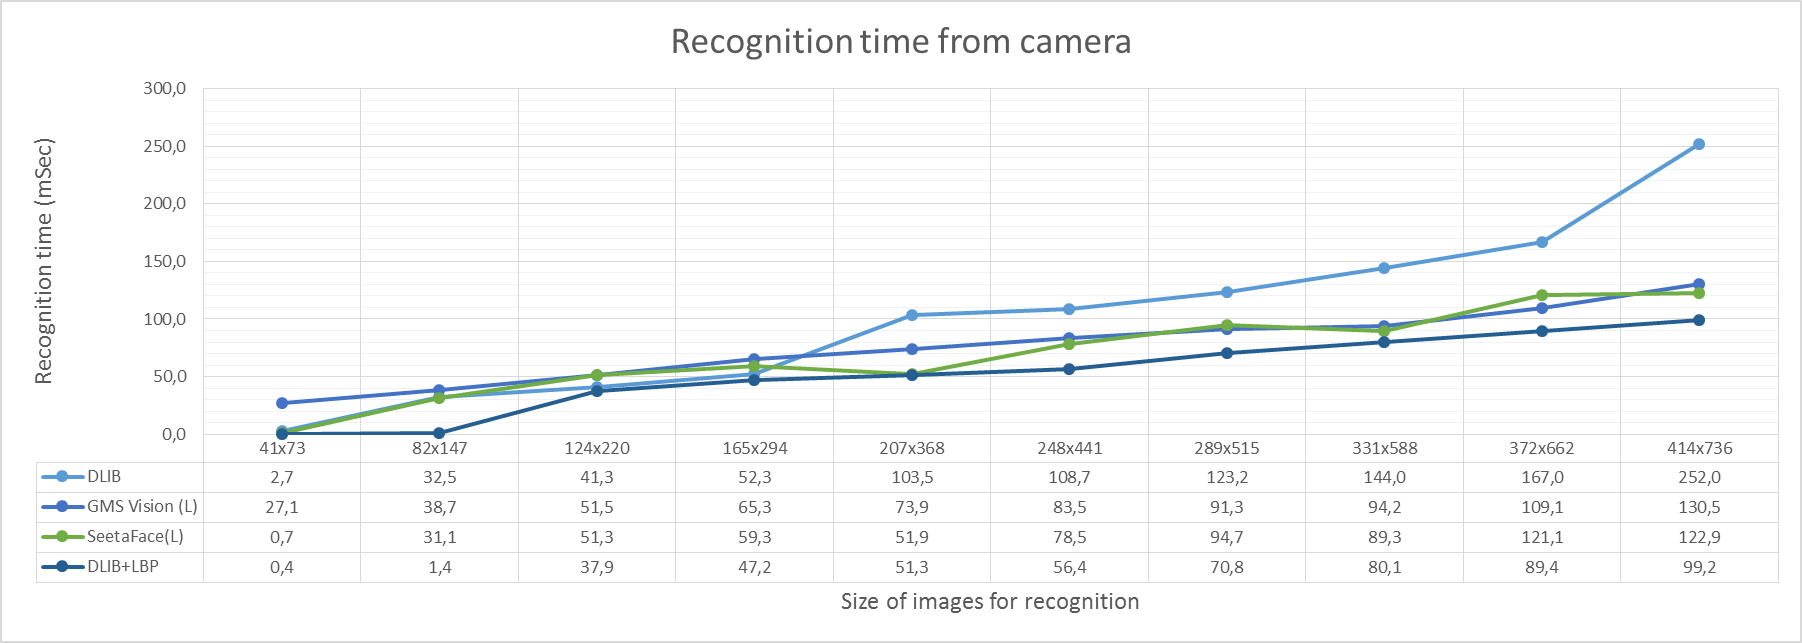 Recognition time from camera
Recognition time (mSec)
300,0
250,0
200,0
150,0
100,0
50,0
0,0
41x73 82x147 124x220 165x294 207x368 248x441 289x515 331x588 372x662 414x736
DLIB 2,7 32,5 41,3 52,3 103,5 108,7 123,2 144,0 167,0 252,0
GMS Vision (L) 27,1 38,7 51,5 65,3 73,9 83,5 91,3 94,2 109,1 130,5
SeetaFace(L) 0,7 31,1 51,3 59,3 51,9 78,5 94,7 89,3 121,1 122,9
DLIB+LBP 0,4 1,4 37,9 47,2 51,3 56,4 70,8 80,1 89,4 99,2
Size of images for recognition